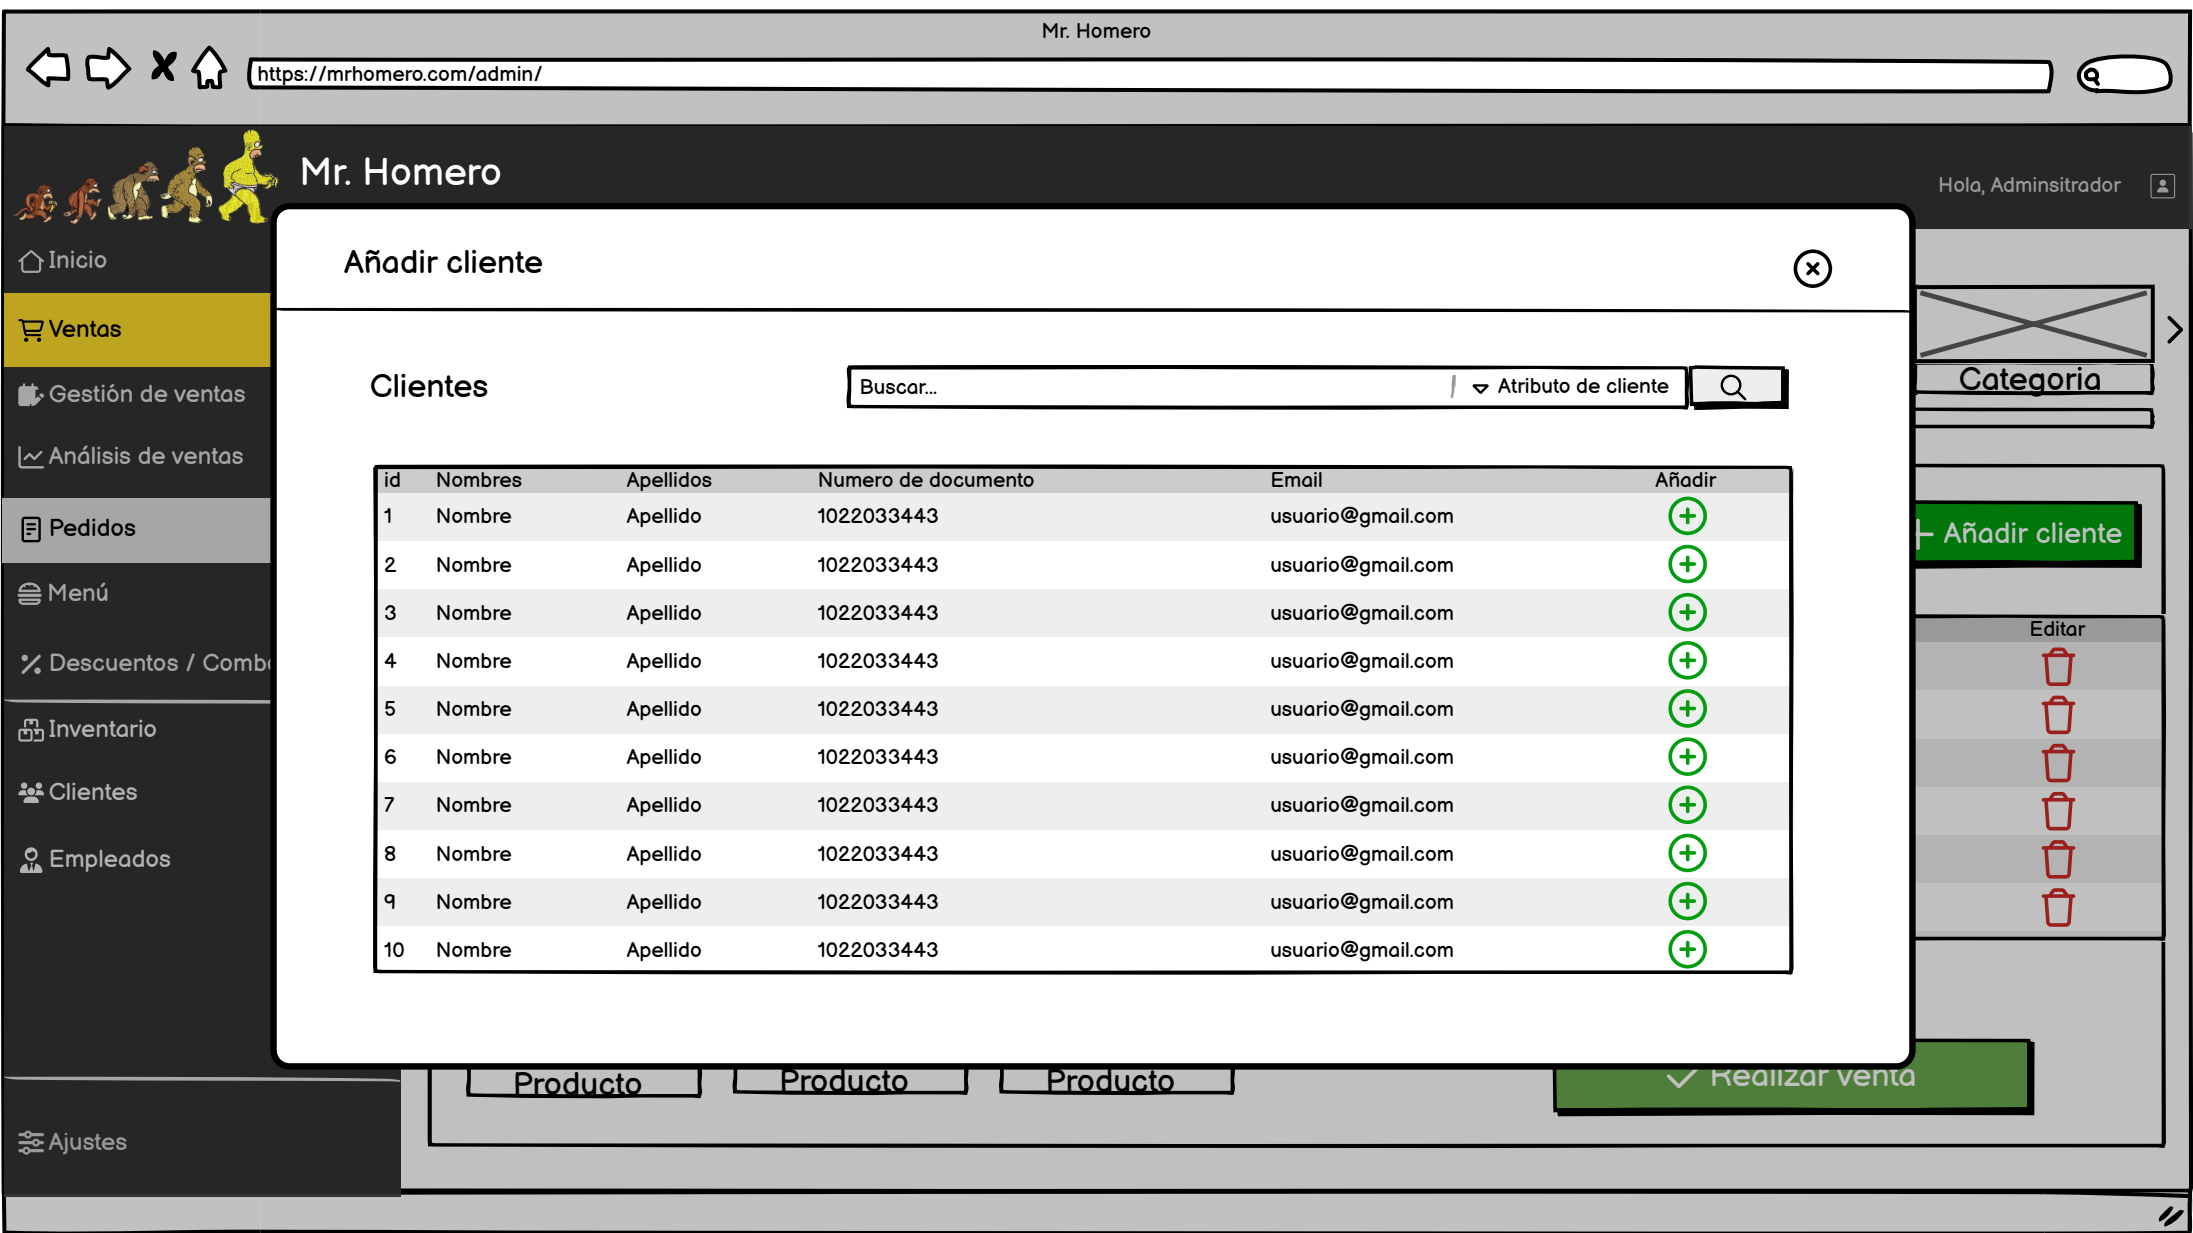 Mr. Homero
https://mrhomero.com/admin/
Mr. Homero
Hola, Adminsitrador
Inicio
Ventas
Gestión de ventas
Análisis de ventas
Pedidos
Menú
Descuentos / Comb
Inventario
Clientes
Empleados
Ajustes
Añadir cliente
Clientes
Buscar...
Atributo de cliente
id Nombres Apellidos Numero de documento Email Añadir
1 Nombre Apellido 1022033443 usuario@gmail.com
2 Nombre Apellido 1022033443 usuario@gmail.com
3 Nombre Apellido 1022033443 usuario@gmail.com
4 Nombre Apellido 1022033443 usuario@gmail.com
5 Nombre Apellido 1022033443 usuario@gmail.com
6 Nombre Apellido 1022033443 usuario@gmail.com
7 Nombre Apellido 1022033443 usuario@gmail.com
8 Nombre Apellido 1022033443 usuario@gmail.com
9 Nombre Apellido 1022033443 usuario@gmail.com
10 Nombre Apellido 1022033443 usuario@gmail.com
Categoria
Añadir cliente
Editar
Producto Producto Producto
Realizar venta